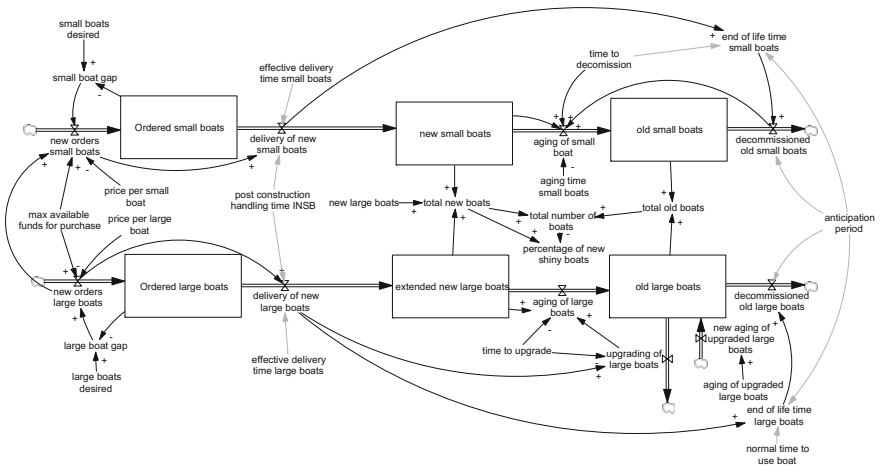 small boats
desired
small boat gap
effective delivery
time small boats
time to
decomission
end of life time
small boats
Ordered small boats
new small boats
old small boats
new orders
small boats
delivery of new
small boats
aging of small
boat
decommissioned
old small boats
price per small
boat
aging time
small boats
post construction
handling time INSB
max available
funds for purchase
price per large
boat
new large boats
total new boats
total number of
boats
total old boats
percentage of new
shiny boats
anticipation
period
Ordered large boats
extended new large boats
old large boats
new orders
large boats
delivery of new
large boats
aging of large
boats
decommissioned
old large boats
large boat gap
large boats
desired
effective delivery
time large boats
time to upgrade
upgrading of
large boats
new aging of
upgraded large
boats
aging of upgraded
large boats
end of life time
large boats
normal time to
use boat